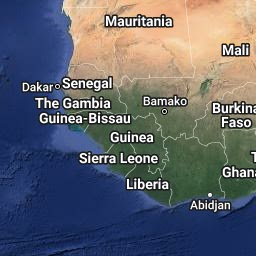 Mauritania
Mali
Dakar
Senegal
The Gambia
Bamako
Burkina
Faso
Guinea-Bissau
Guinea
Sierra Leone
Ghana
Liberia
Abidjan